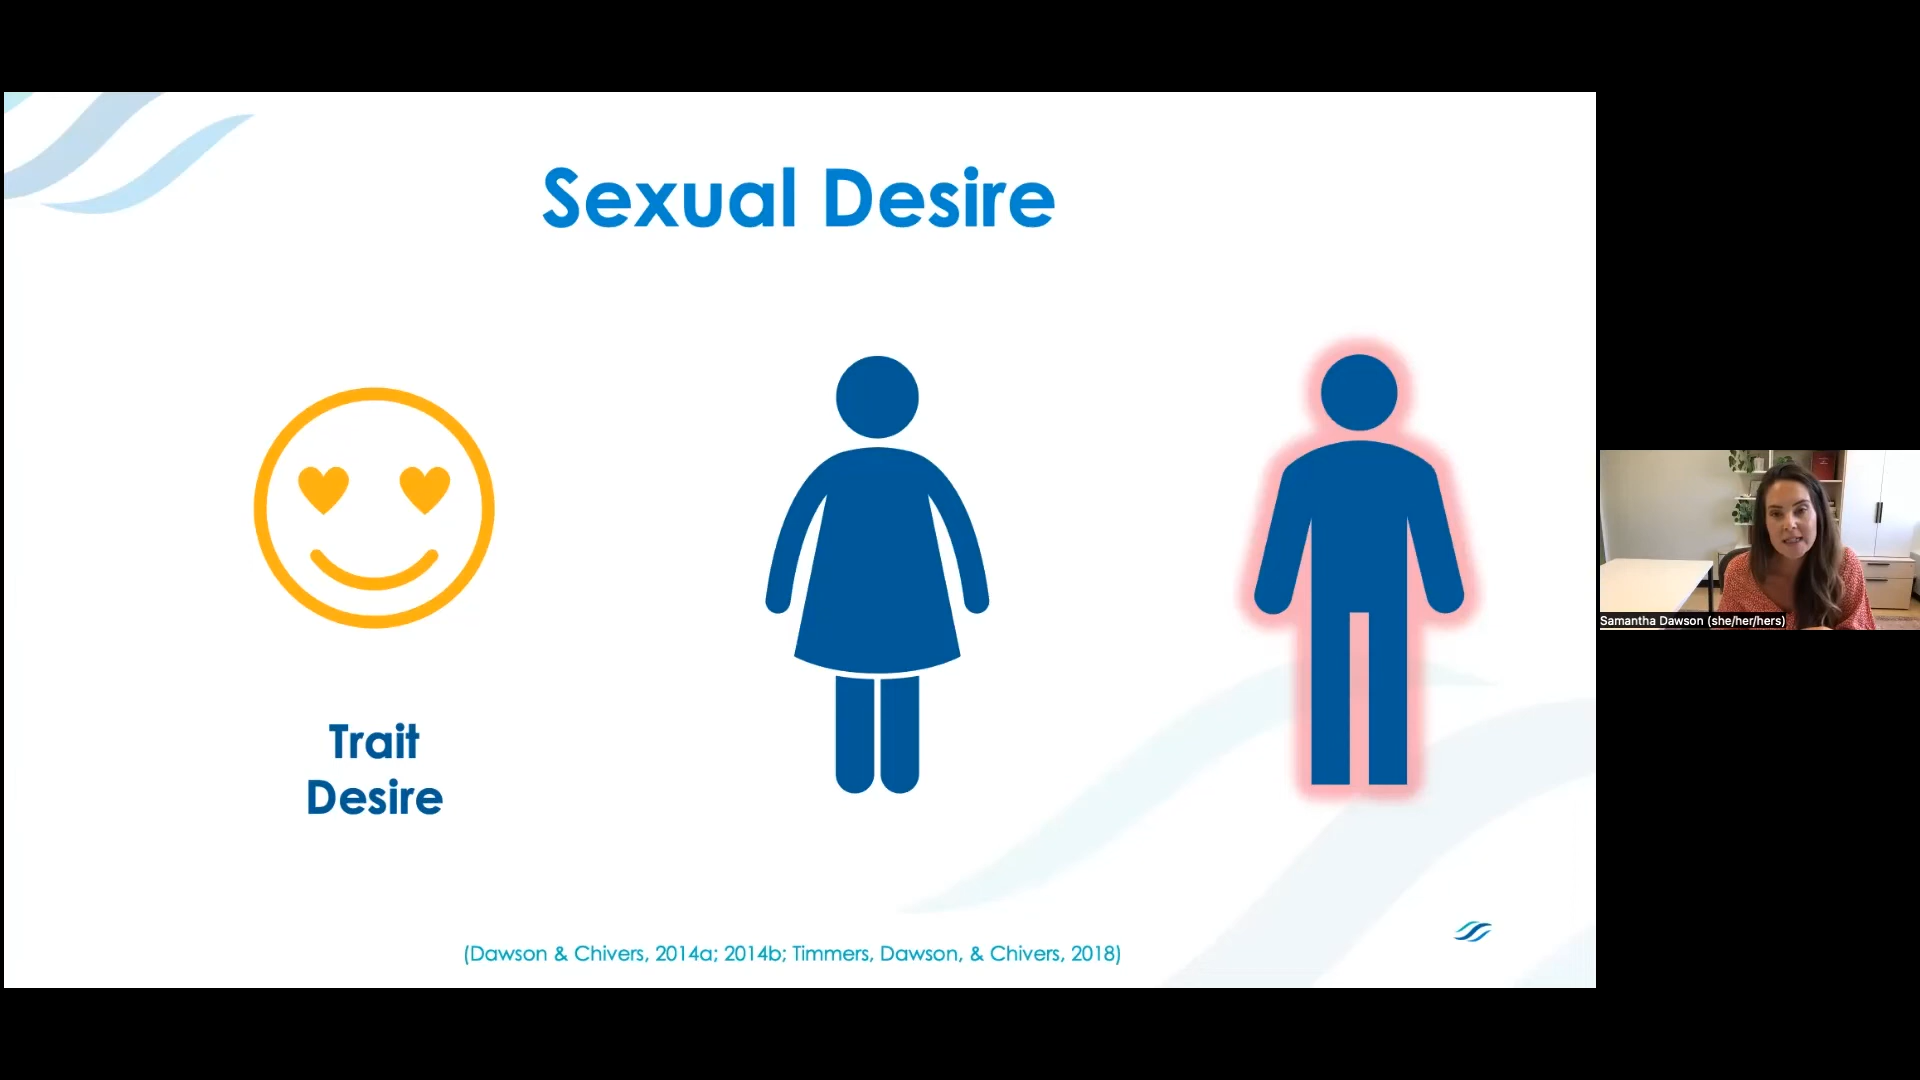 Sexual Desire
Trait
Desire
(Dawson & Chivers, 2014a; 2014b; Timmers, Dawson, & Chivers, 2018)
Samantha Dawson (she/her/hers)